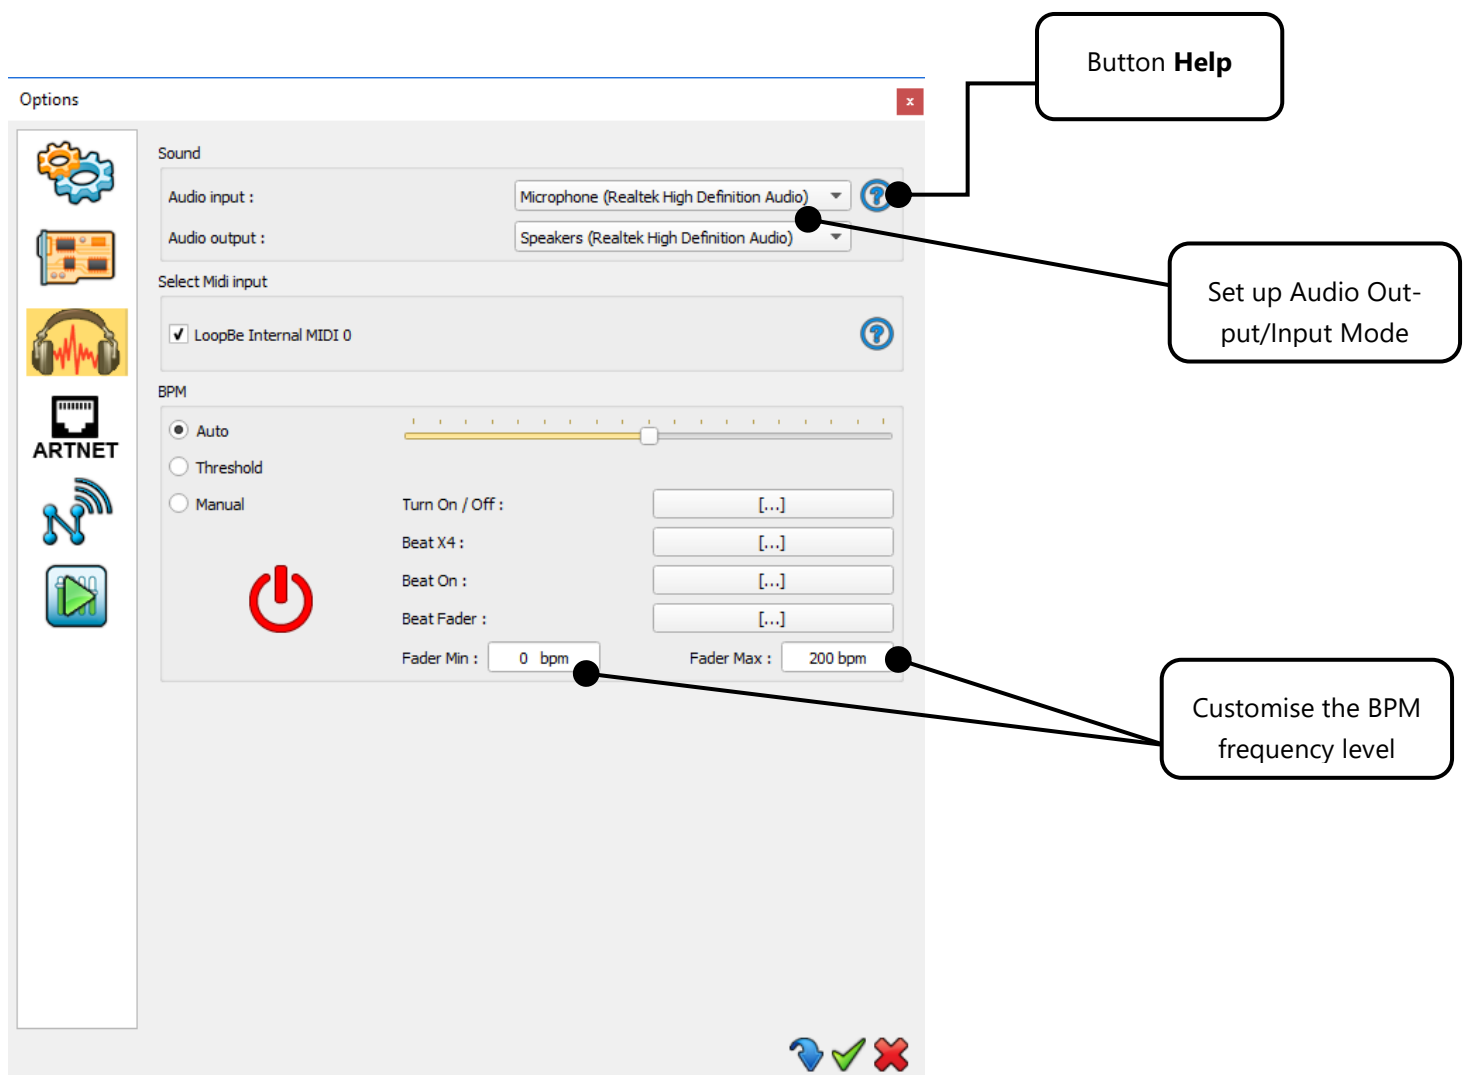 Button Help
Options
x
Sound
Audio input :
Microphone (Realtek High Definition Audio)
?
Audio output :
Speakers (Realtek High Definition Audio)
Set up Audio Out-
put/Input Mode
Select Midi input
LoopBe Internal MIDI 0
?
BPM
Auto
Threshold
Manual
ARTNET
N
Turn On / Off :
[...]
Beat X4 :
[...]
Beat On :
[...]
Beat Fader :
[...]
Fader Min :
0 bpm
Fader Max :
200 bpm
Customise the BPM
frequency level